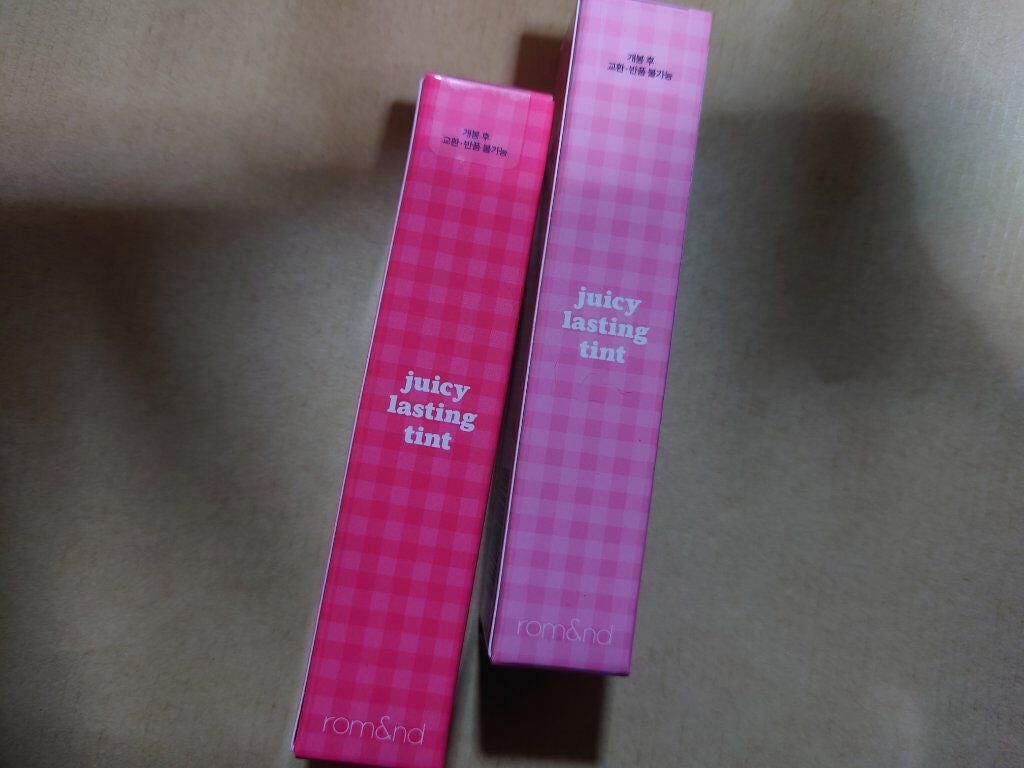 개봉 후
교환·반품 불가능
juicy
lasting
tint
rom&nd
개봉 후
교환·반품 불가능
juicy
lasting
tint
rom&nd